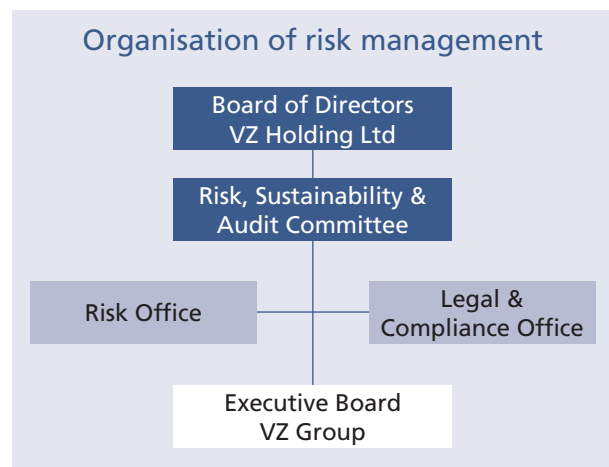 Organisation of risk management
Board of Directors
VZ Holding Ltd
Risk, Sustainability &
Audit Committee
Risk Office
Legal &
Compliance Office
Executive Board
VZ Group